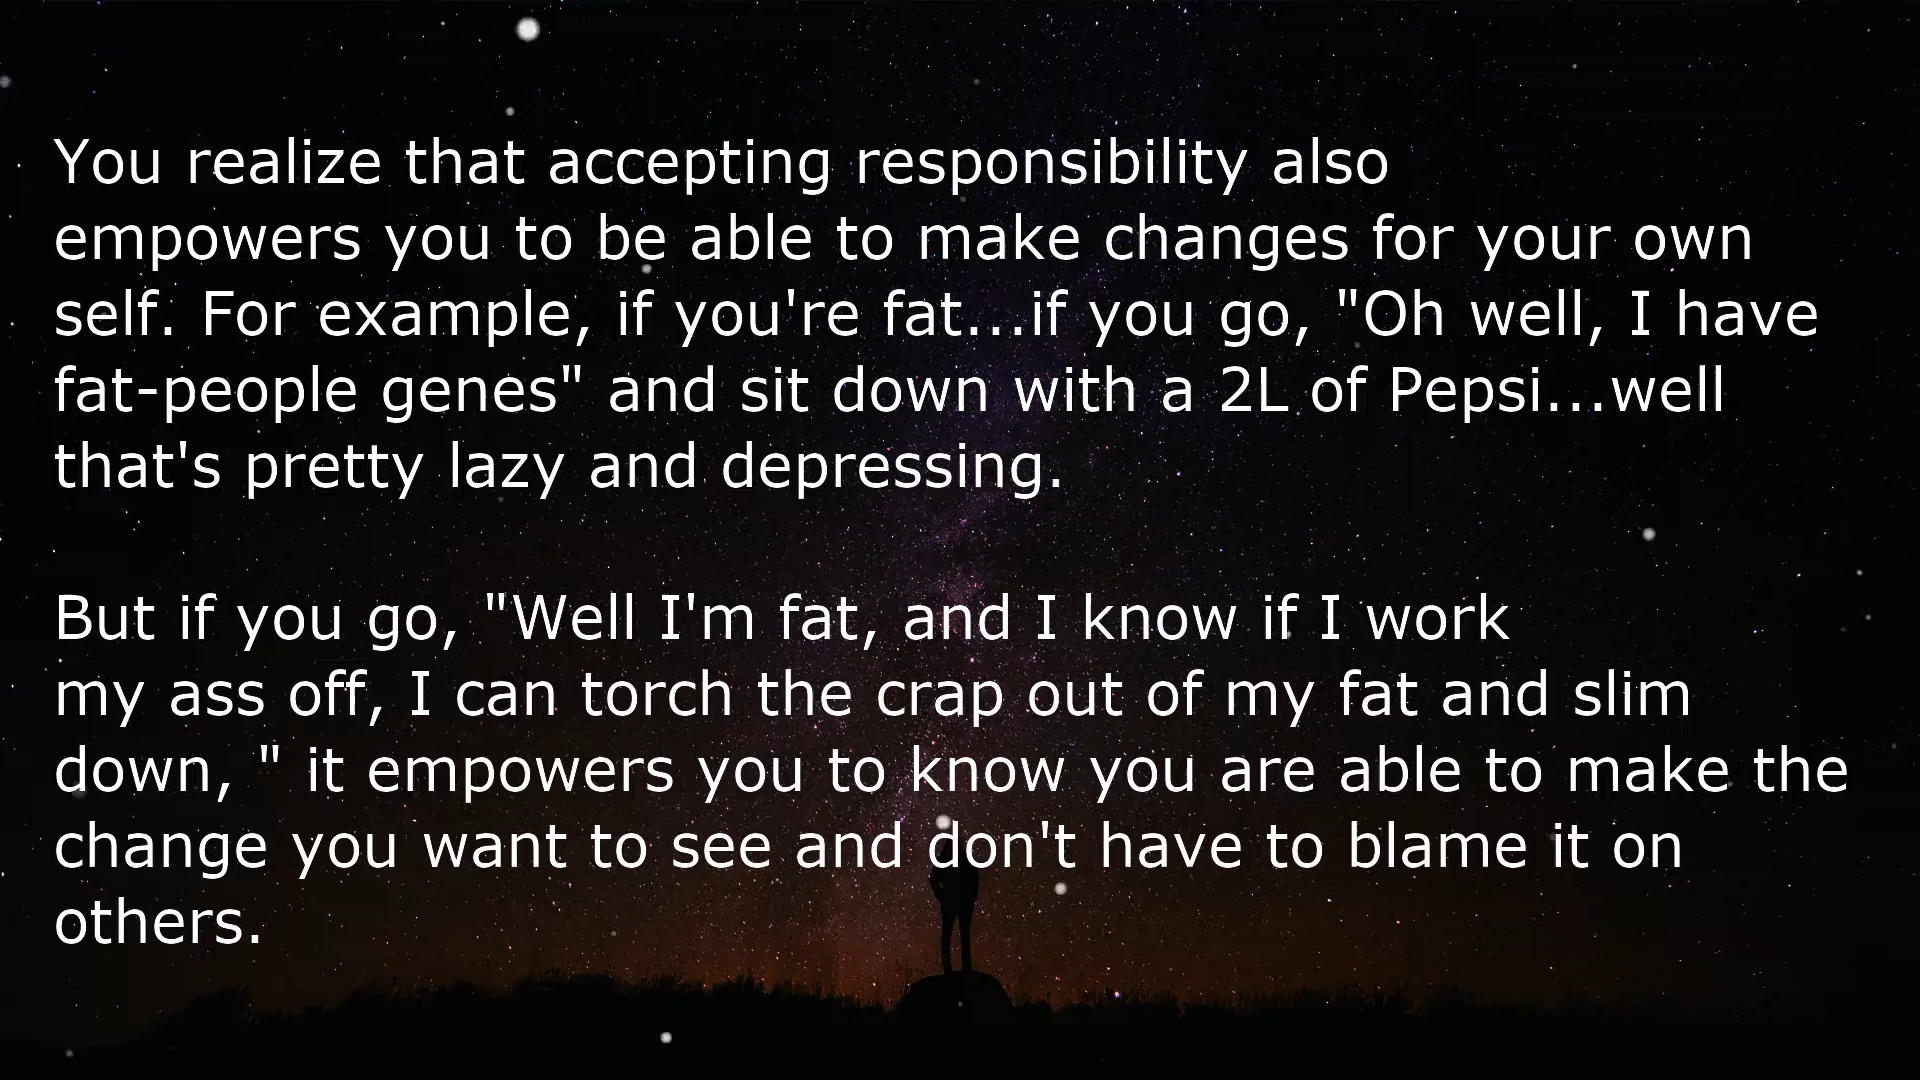 You realize that accepting responsibility also
empowers you to be able to make changes for your own
self. For example, if you're fat...if you go, "Oh well, I have
fat-people genes" and sit down with a 2L of Pepsi...well
that's pretty lazy and depressing.
But if you go, "Well I'm fat, and I know if I work
my ass off, I can torch the crap out of my fat and slim
down, " it empowers you to know you are able to make the
change you want to see and don't have to blame it on
others.